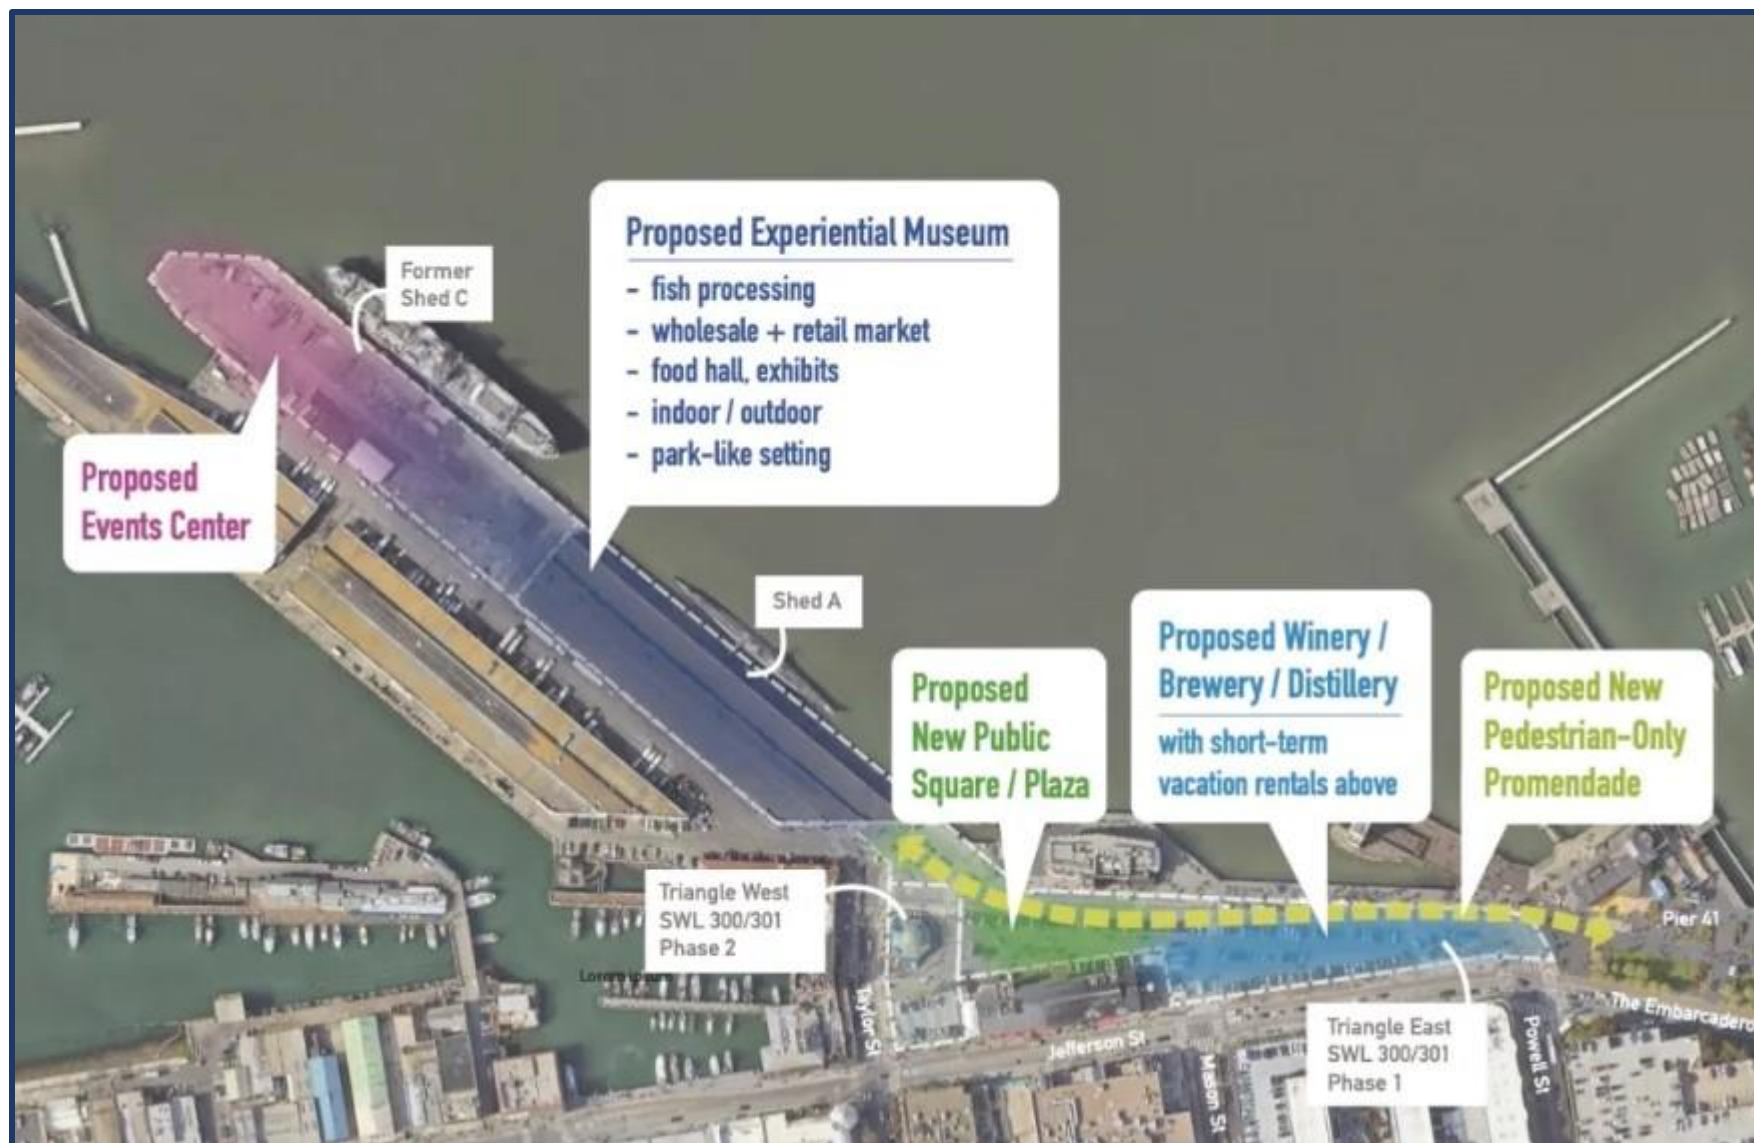 Former
Shed C
Proposed Experiential Museum
- fish processing
- wholesale + retail market
- food hall, exhibits
- indoor / outdoor
- park-like setting
Proposed
Events Center
Shed A
Proposed
New Public
Square / Plaza
Proposed Winery /
Brewery / Distillery
with short-term
vacation rentals above
Proposed New
Pedestrian-Only
Promendade
Triangle West
SWL 300/301
Phase 2
Pier 41
Lorem ipsum
Taylor St
Jefferson St
Mason St
Triangle East
SWL 300/301
Phase 1
Powell St
The Embarcadero